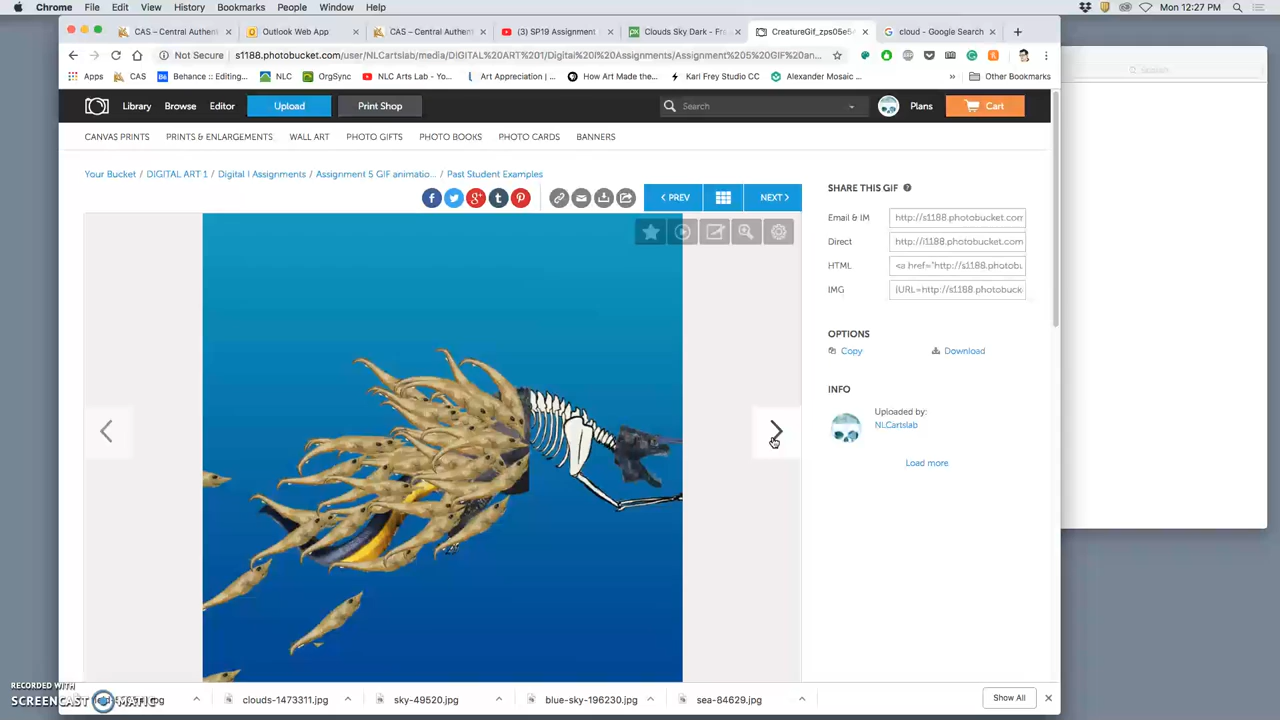 Chrome File Edit View History Bookmarks People Window Help Mon 12:27 PM
CAS – Central Authen Outlook Web App CAS – Central Authen (3) SP19 Assignment Clouds Sky Dark - Fre CreatureGif_zps05e5 cloud - Google Search
Not Secure s1188.photobucket.com/user/NLCartslab/media/DIGITAL%20ART%201/Digital%20I%20Assignments/Assignment%205%20GIF%20an...
Apps CAS Behance :: Editing... NLC OrgSync NLC Arts Lab - Yo... Art Appreciation | ... How Art Made the... Kari Frey Studio CC Alexander Mosaic ... » Other Bookmarks
Search
Library Browse Editor Upload Print Shop Search Plans Cart
CANVAS PRINTS PRINTS & ENLARGEMENTS WALL ART PHOTO GIFTS PHOTO BOOKS PHOTO CARDS BANNERS
Your Bucket / DIGITAL ART 1 / Digital I Assignments / Assignment 5 GIF animatio... / Past Student Examples
PREV NEXT
SHARE THIS GIF
Email & IM http://s1188.photobucket.com
Direct http://i1188.photobucket.com
HTML <a href="http://s1188.photobu
IMG [URL=http://s1188.photobuck
OPTIONS
Copy Download
INFO
Uploaded by:
NLCartslab
Load more
RECORDED WITH
SCREENCAST MATIC
clouds-1473311.jpg sky-49520.jpg blue-sky-196230.jpg sea-84629.jpg Show All